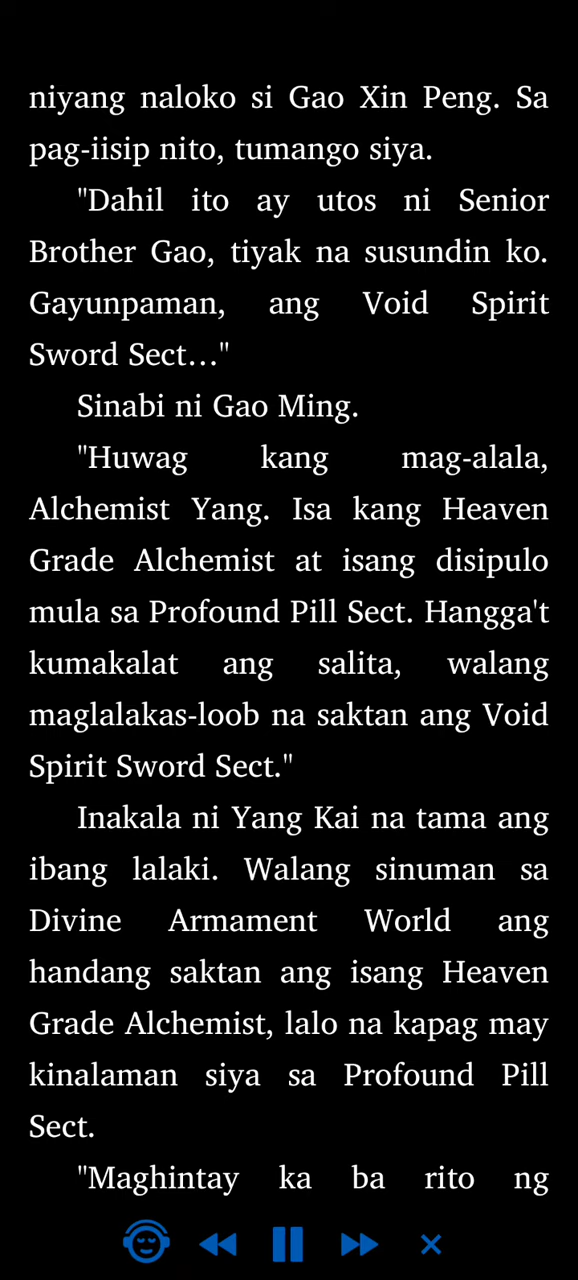 niyang naloko si Gao Xin Peng. Sa
pag-iisip nito, tumango siya.
"Dahil ito ay utos ni Senior
Brother Gao, tiyak na susundin ko.
Gayunpaman, ang Void Spirit
Sword Sect…"
Sinabi ni Gao Ming.
"Huwag kang mag-alala,
Alchemist Yang. Isa kang Heaven
Grade Alchemist at isang disipulo
mula sa Profound Pill Sect. Hangga't
kumakalat ang salita, walang
maglalakas-loob na saktan ang Void
Spirit Sword Sect."
Inakala ni Yang Kai na tama ang
ibang lalaki. Walang sinuman sa
Divine Armament World ang
handang saktan ang isang Heaven
Grade Alchemist, lalo na kapag may
kinalaman siya sa Profound Pill
Sect.
"Maghintay ka ba rito ng